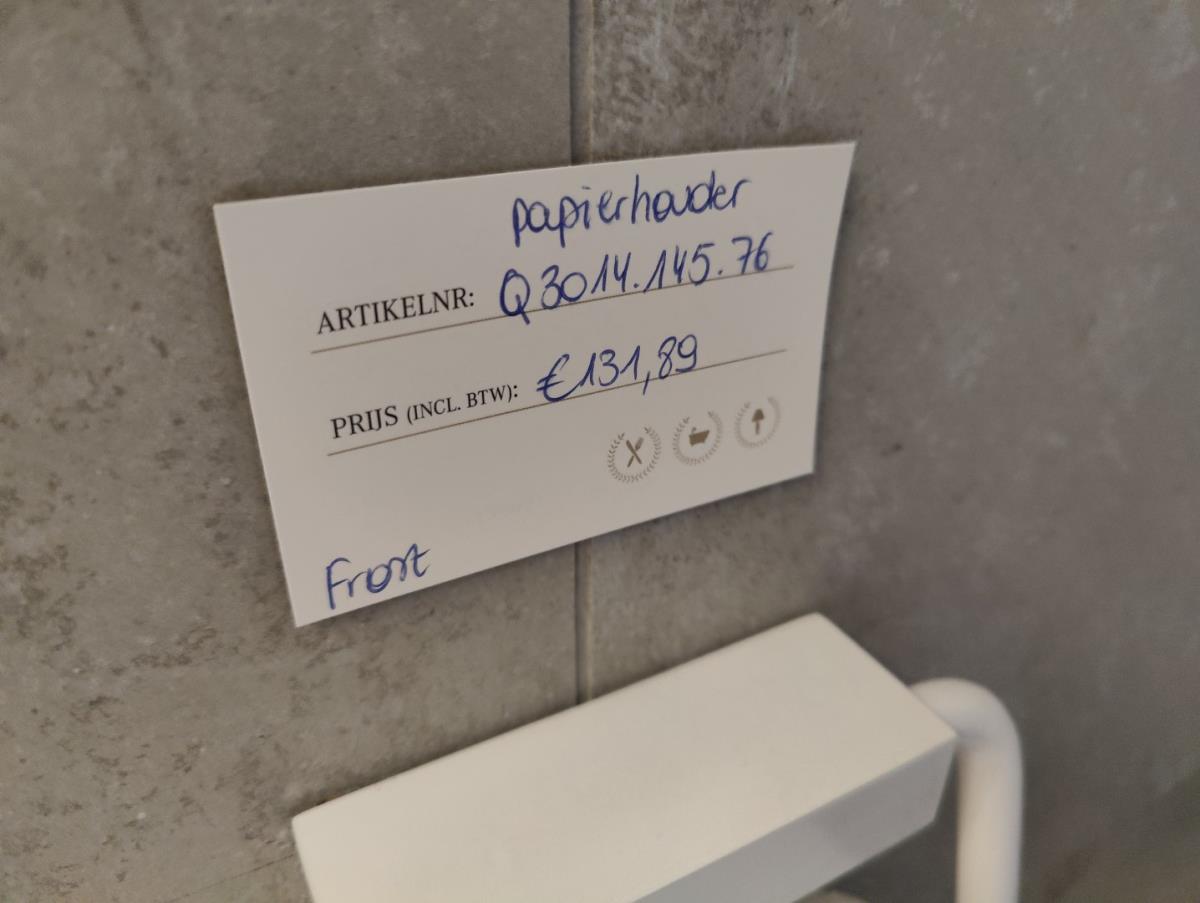 papierhouder
ARTIKELNR: Q3014.145.76
PRIJS (INCL. BTW): €131,89
Frost